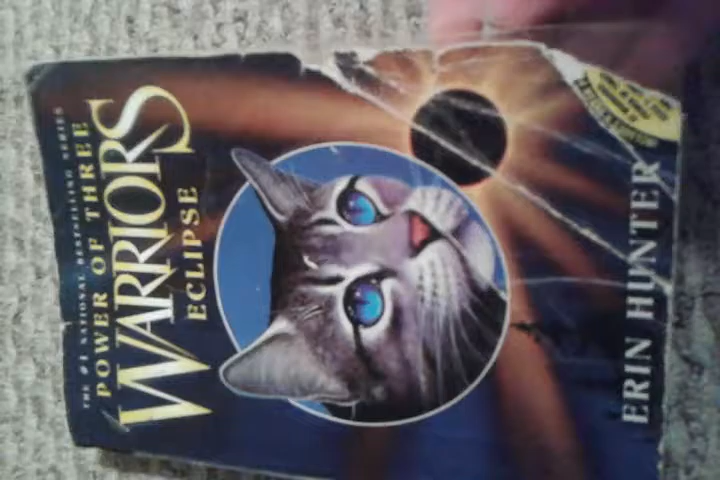 THE #1 NATIONAL BESTSELLING SERIES
POWER OF THREE
WARRIORS
ECLIPSE
ERIN HUNTER